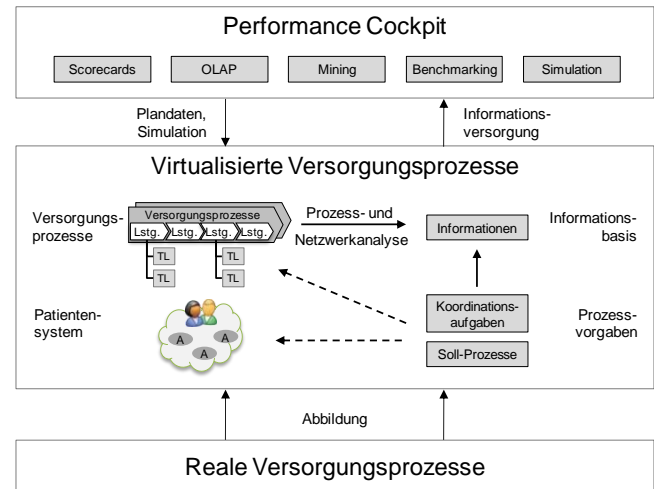 Performance Cockpit
Scorecards
OLAP
Mining
Benchmarking
Simulation
Plandaten,
Simulation
Informations-
versorgung
Virtualisierte Versorgungsprozesse
Versorgungs-
prozesse
Versorgungsprozesse
Lstg.
Lstg.
Lstg.
Lstg.
TL
TL
TL
TL
Prozess- und
Netzwerkanalyse
Informationen
Informations-
basis
Patienten-
system
A
A
A
Koordinations-
aufgaben
Soll-Prozesse
Prozess-
vorgaben
Abbildung
Reale Versorgungsprozesse